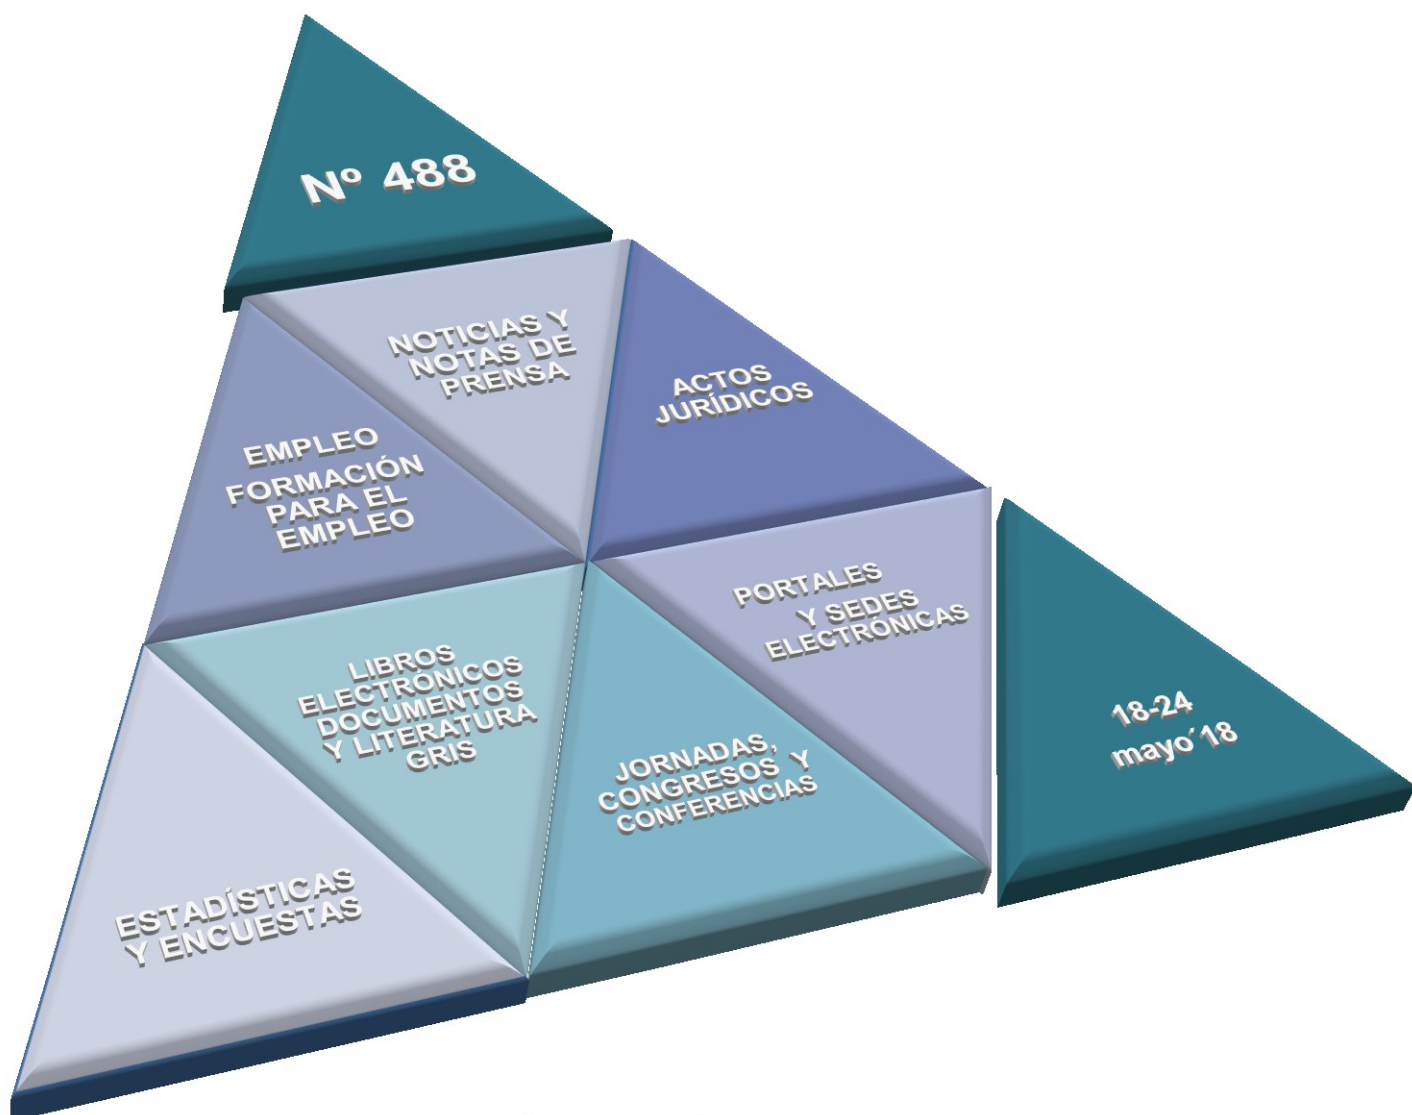 Nº 488
NOTICIAS Y
NOTAS DE
PRENSA
ACTOS
JURÍDICOS
EMPLEO
FORMACIÓN
PARA EL
EMPLEO
PORTALES
Y SEDES
ELECTRÓNICAS
LIBROS
ELECTRÓNICOS
DOCUMENTOS
Y LITERATURA
GRIS
JORNADAS,
CONGRESOS Y
CONFERENCIAS
18-24
mayo´18
ESTADÍSTICAS
Y ENCUESTAS